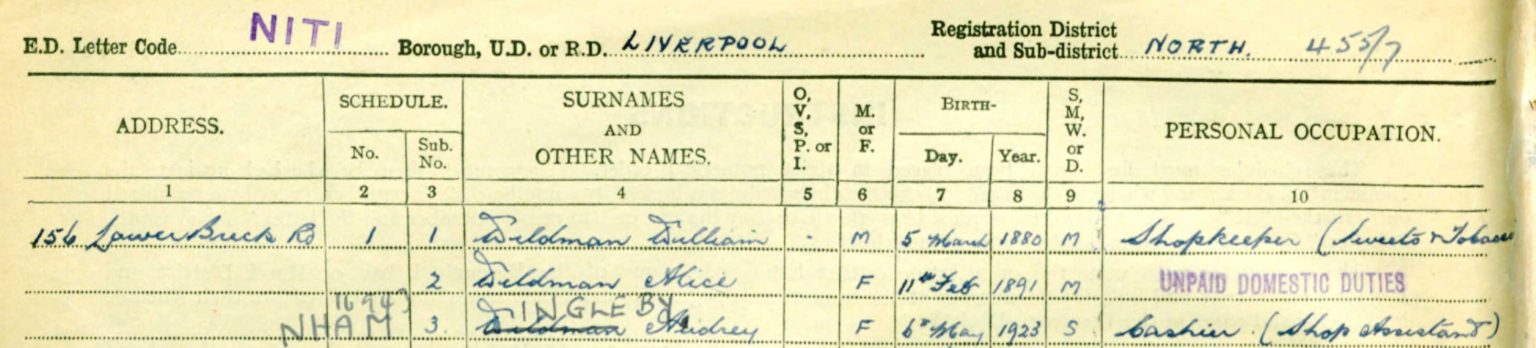 E.D. Letter Code NITI Borough, U.D. or R.D. LIVERPOOL Registration District and Sub-district NORTH. 455/7
ADDRESS. SCHEDULE. No. Sub. No. SURNAMES AND OTHER NAMES. O, V, S, P. or I. M. or F. BIRTH- Day. Year. S, M, W. or D. PERSONAL OCCUPATION.
1 2 3 4 5 6 7 8 9 10
156 Lower Breck Rd 1 1 Wildman William - M 5 March 1880 M Shopkeeper (Sweets & Tobacco
2 Wildman Alice F 11th Feb 1891 M UNPAID DOMESTIC DUTIES
NHAM INGLEBY
3. Wildman Audrey F 6th May 1923 S Cashier. (Shop Assistant)